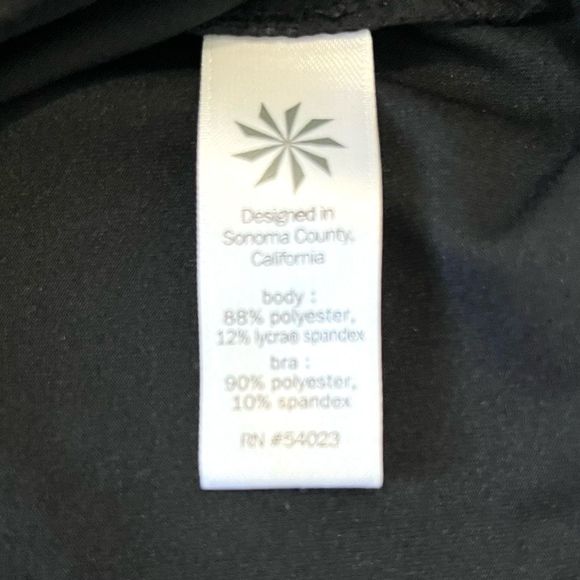 Designed in
Sonoma County,
California
body :
88% polyester,
12% lycra® spandex
bra :
90% polyester,
10% spandex
RN #54023